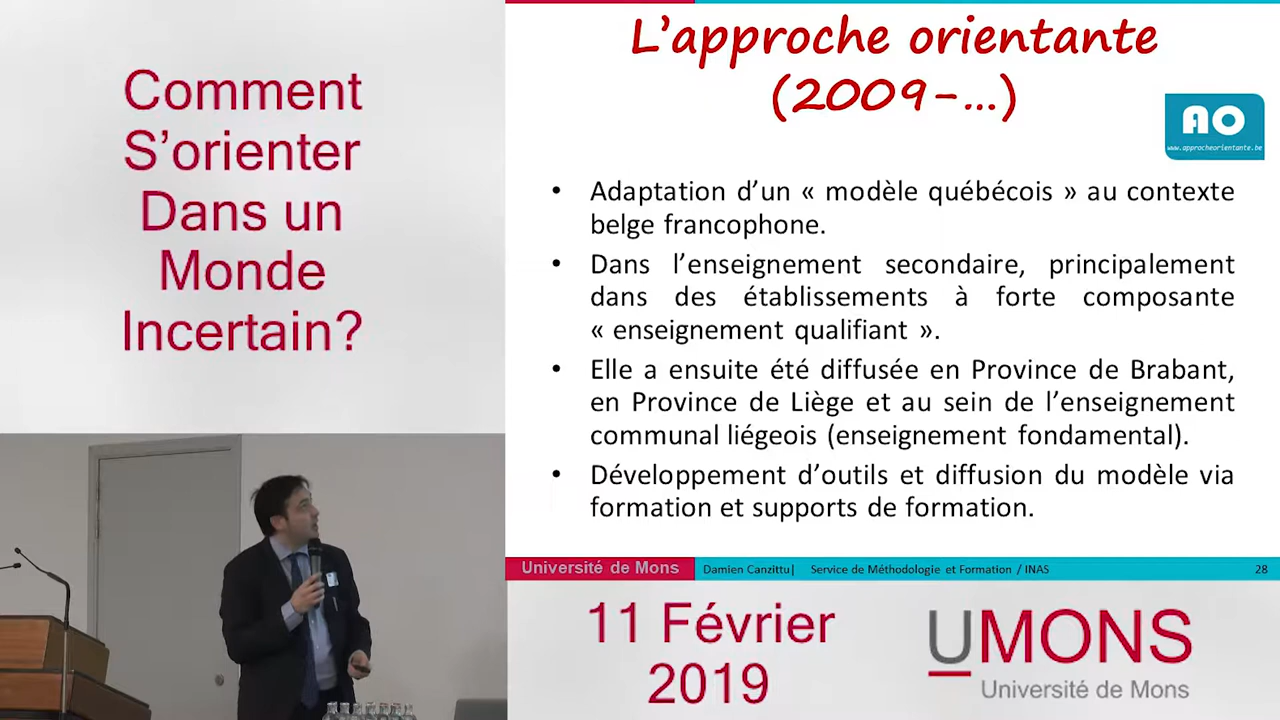 Comment
S'orienter
Dans un
Monde
Incertain?
L'approche orientante
(2009-...)
AO
www.approcheorientante.be
• Adaptation d'un « modèle québécois » au contexte
belge francophone.
• Dans l'enseignement secondaire, principalement
dans des établissements à forte composante
« enseignement qualifiant ».
• Elle a ensuite été diffusée en Province de Brabant,
en Province de Liège et au sein de l'enseignement
communal liégeois (enseignement fondamental).
• Développement d'outils et diffusion du modèle via
formation et supports de formation.
Université de Mons
Damien Canzittu| Service de Méthodologie et Formation / INAS
28
11 Février
2019
UMONS
Université de Mons